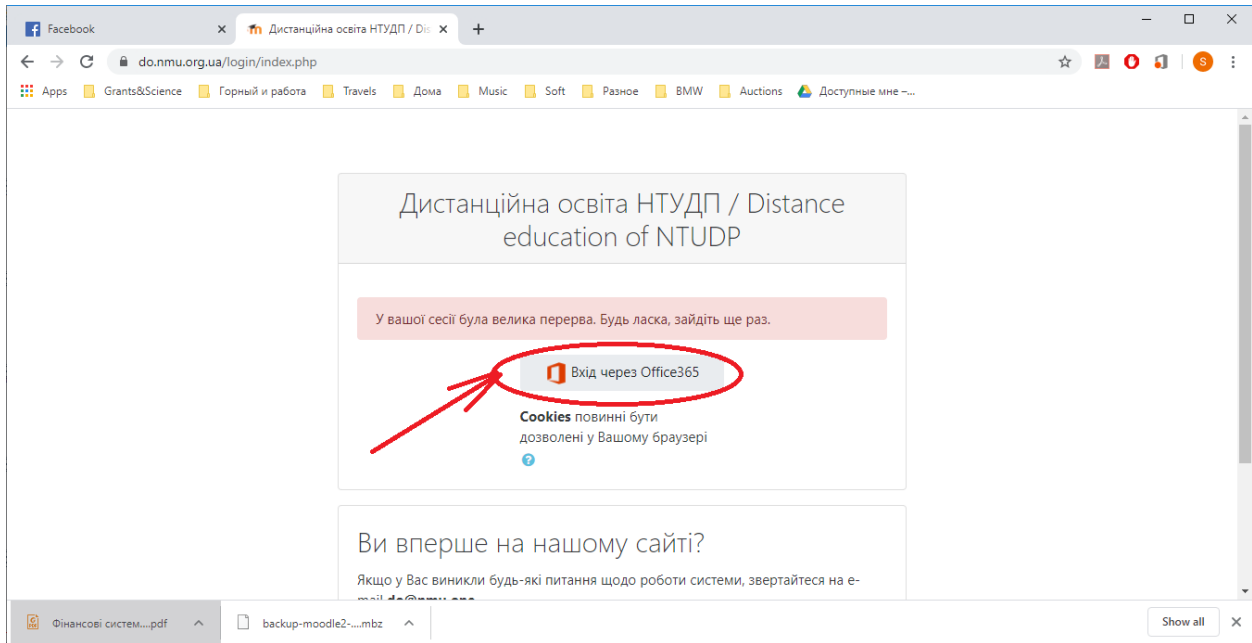 Facebook
Дистанційна освіта НТУДП / Dis
do.nmu.org.ua/login/index.php
S
Apps Grants&Science Горный и работа Travels Дома Music Soft Разное BMW Auctions Доступные мне –...
Дистанційна освіта НТУДП / Distance
education of NTUDP
У вашої сесії була велика перерва. Будь ласка, зайдіть ще раз.
Вхід через Office365
Cookies повинні бути
дозволені у Вашому браузері
?
Ви вперше на нашому сайті?
Якщо у Вас виникли будь-які питання щодо роботи системи, звертайтеся на e-
mail do@nmu.one
Фінансові систем....pdf backup-moodle2-....mbz Show all